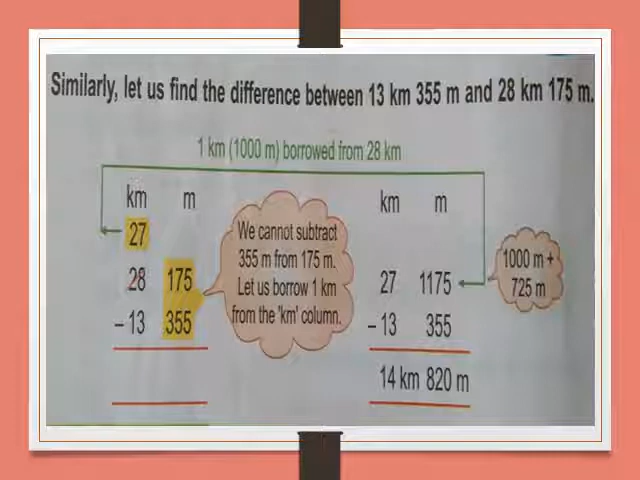 Similarly, let us find the difference between 13 km 355 m and 28 km 175 m.
1 km (1000 m) borrowed from 28 km
km m
27
28 175
– 13 355
We cannot subtract
355 m from 175 m.
Let us borrow 1 km
from the 'km' column.
km m
27 1175
– 13 355
14 km 820 m
1000 m +
725 m